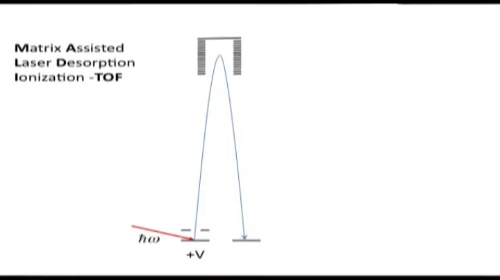 Matrix Assisted
Laser Desorption
Ionization -TOF
ħω
+V